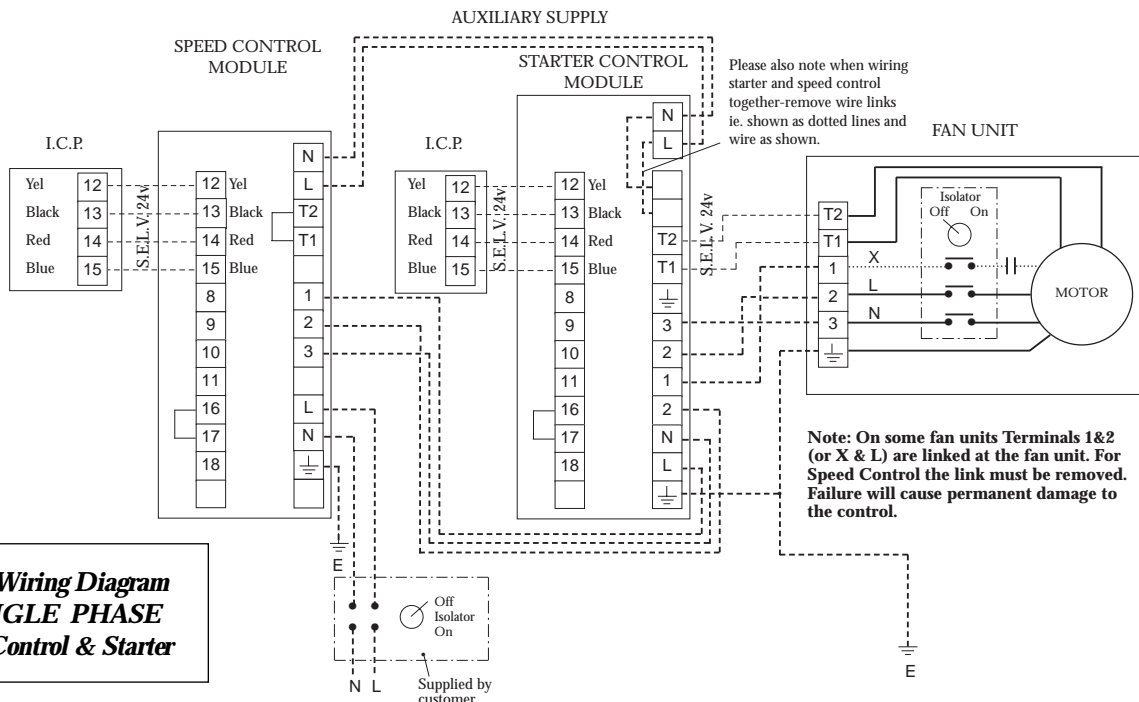 AUXILIARY SUPPLY
SPEED CONTROL
MODULE
STARTER CONTROL
MODULE
Please also note when wiring
starter and speed control
together-remove wire links
ie. shown as dotted lines and
wire as shown.
FAN UNIT
I.C.P.
Yel 12
Black 13
Red 14
Blue 15
S.E.L.V. 24v
12 Yel
13 Black
14 Red
15 Blue
8
9
10
11
16
17
18
N
L
T2
T1
1
2
3
L
N
E
I.C.P.
Yel 12
Black 13
Red 14
Blue 15
S.E.L.V. 24v
12
13
14
15
8
9
10
11
16
17
18
N
L
T2
T1
3
2
1
2
N
L
S.E.L.V. 24v
T2
T1
1
2
3
X
L
N
Isolator
Off On
MOTOR
Note: On some fan units Terminals 1&2
(or X & L) are linked at the fan unit. For
Speed Control the link must be removed.
Failure will cause permanent damage to
the control.
E
Wiring Diagram
GLE PHASE
Control & Starter
Off
Isolator
On
N L
Supplied by
customer